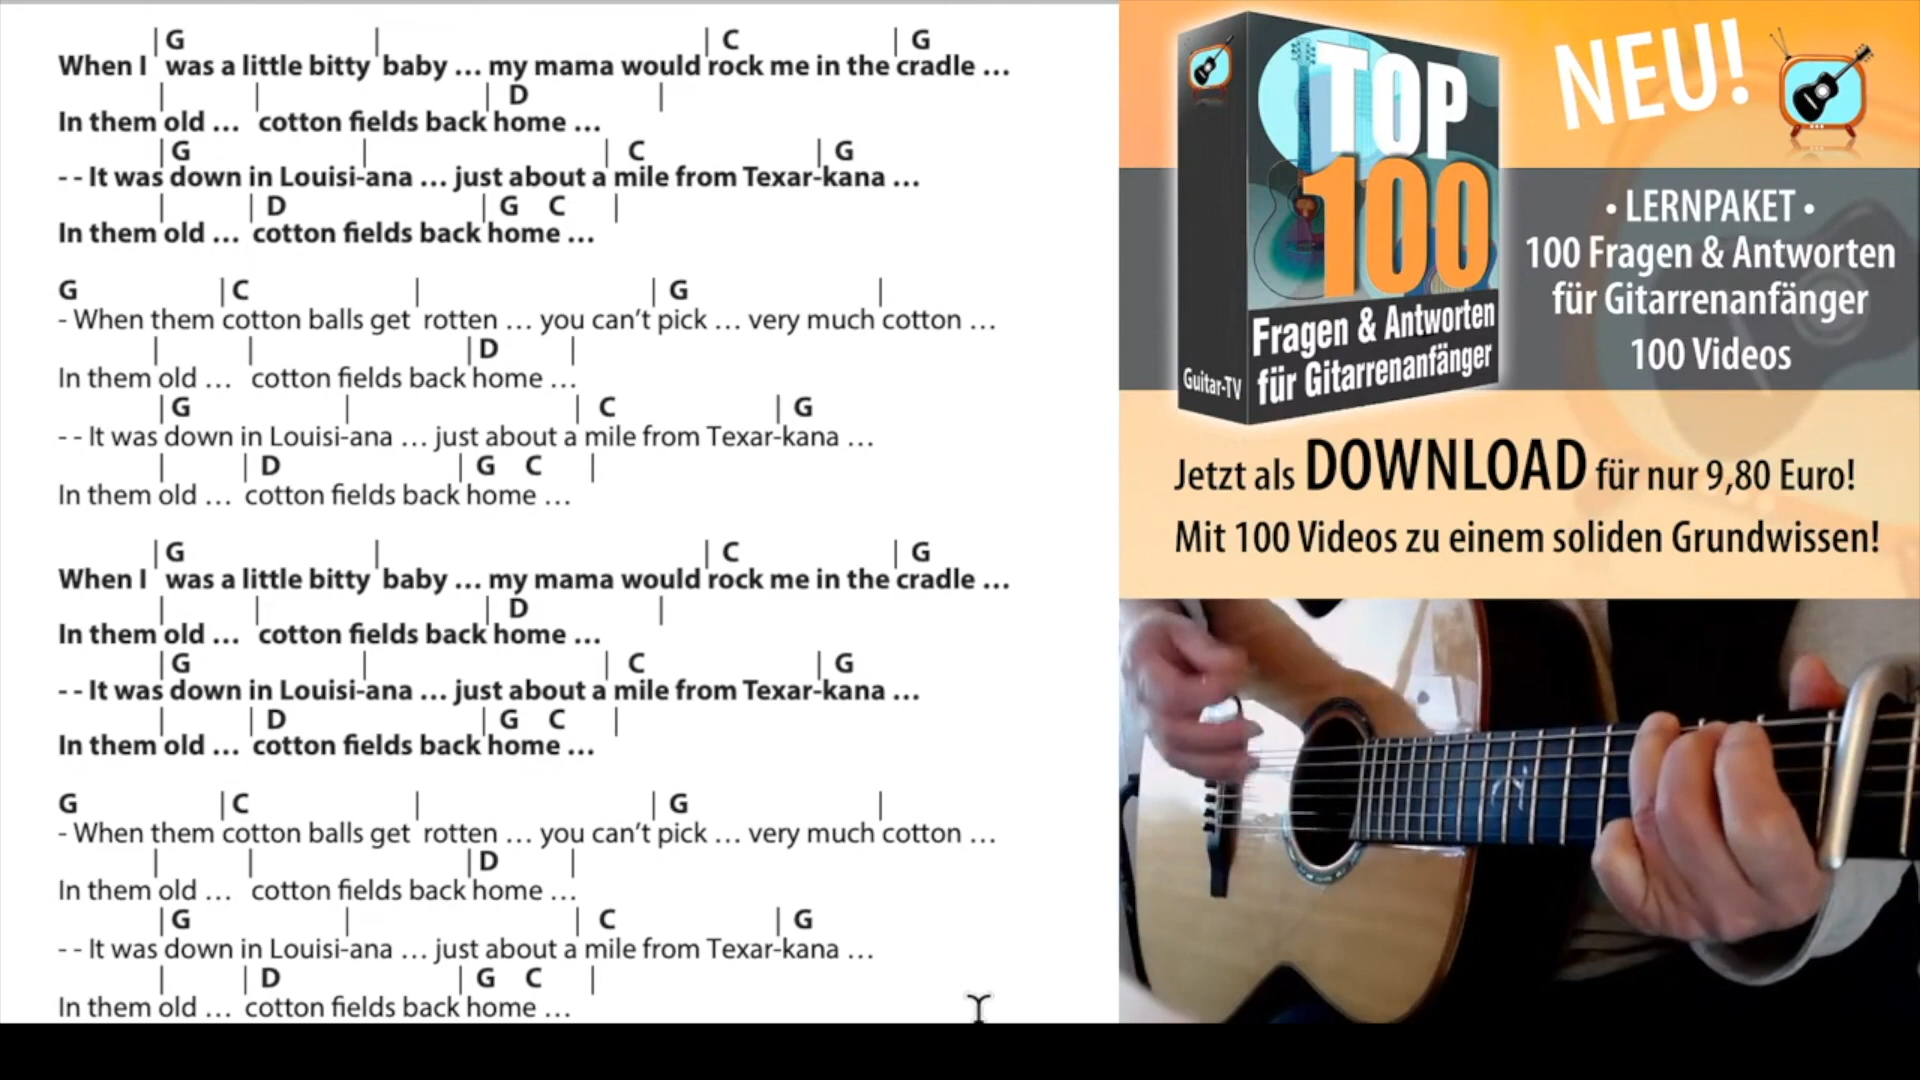 |G | | C | G
When I was a little bitty baby ... my mama would rock me in the cradle ...
| | | D |
In them old ... cotton fields back home ...
|G | | C | G
- - It was down in Louisi-ana ... just about a mile from Texar-kana ...
| | D | G C |
In them old ... cotton fields back home ...
G |C | | G |
- When them cotton balls get rotten ... you can't pick ... very much cotton ...
| | |D |
In them old ... cotton fields back home ...
|G | | C | G
- - It was down in Louisi-ana ... just about a mile from Texar-kana ...
| | D | G C |
In them old ... cotton fields back home ...
|G | | C | G
When I was a little bitty baby ... my mama would rock me in the cradle ...
| | | D |
In them old ... cotton fields back home ...
|G | | C | G
- - It was down in Louisi-ana ... just about a mile from Texar-kana ...
| | D | G C |
In them old ... cotton fields back home ...
G |C | | G |
- When them cotton balls get rotten ... you can't pick ... very much cotton ...
| | |D |
In them old ... cotton fields back home ...
|G | | C | G
- - It was down in Louisi-ana ... just about a mile from Texar-kana ...
| | D | G C |
In them old ... cotton fields back home ...
TOP
100
Fragen & Antworten
für Gitarrenanfänger
Guitar-TV
NEU!
• LERNPAKET •
100 Fragen & Antworten
für Gitarrenanfänger
100 Videos
Jetzt als DOWNLOAD für nur 9,80 Euro!
Mit 100 Videos zu einem soliden Grundwissen!